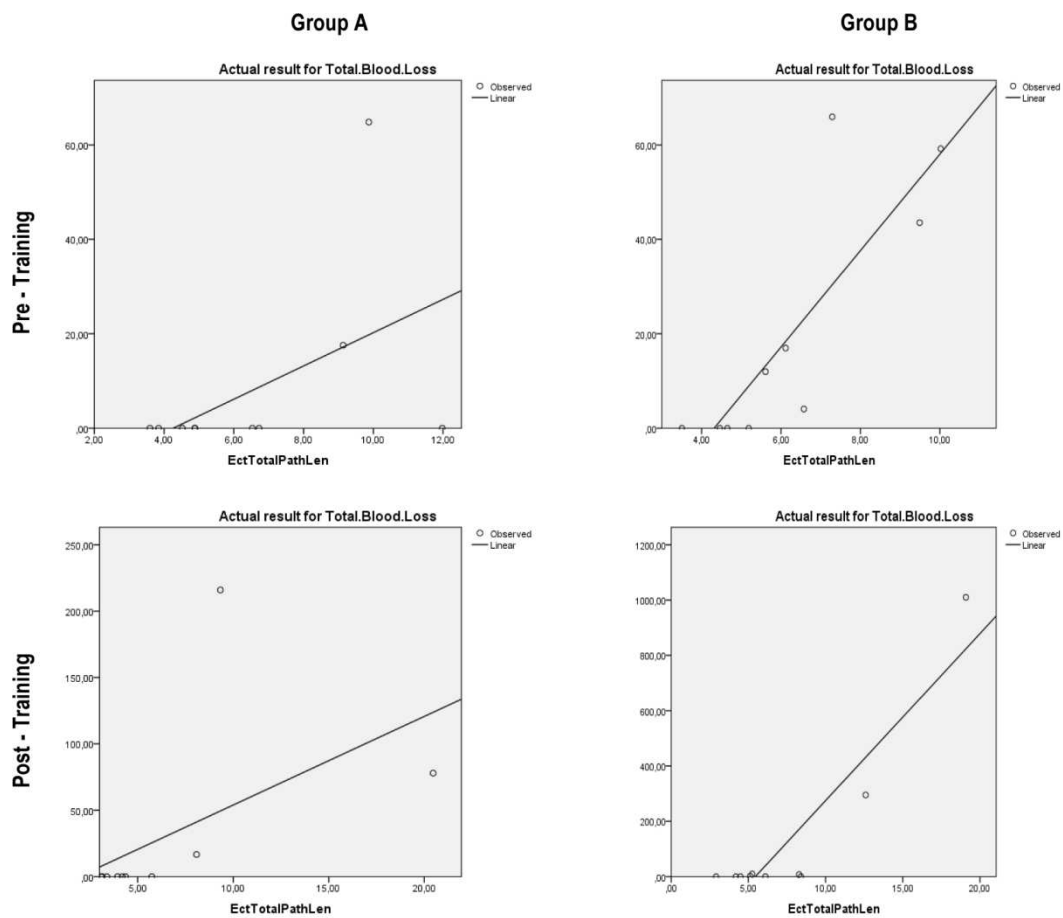 Group A
Group B
Pre - Training
Actual result for Total.Blood.Loss
Observed
Linear
60,00
40,00
20,00
,00
2,00 4,00 6,00 8,00 10,00 12,00
EctTotalPathLen
Actual result for Total.Blood.Loss
Observed
Linear
60,00
40,00
20,00
,00
4,00 6,00 8,00 10,00
EctTotalPathLen
Post - Training
Actual result for Total.Blood.Loss
Observed
Linear
250,00
200,00
150,00
100,00
50,00
,00
5,00 10,00 15,00 20,00
EctTotalPathLen
Actual result for Total.Blood.Loss
Observed
Linear
1200,00
1000,00
800,00
600,00
400,00
200,00
,00
,00 5,00 10,00 15,00 20,00
EctTotalPathLen